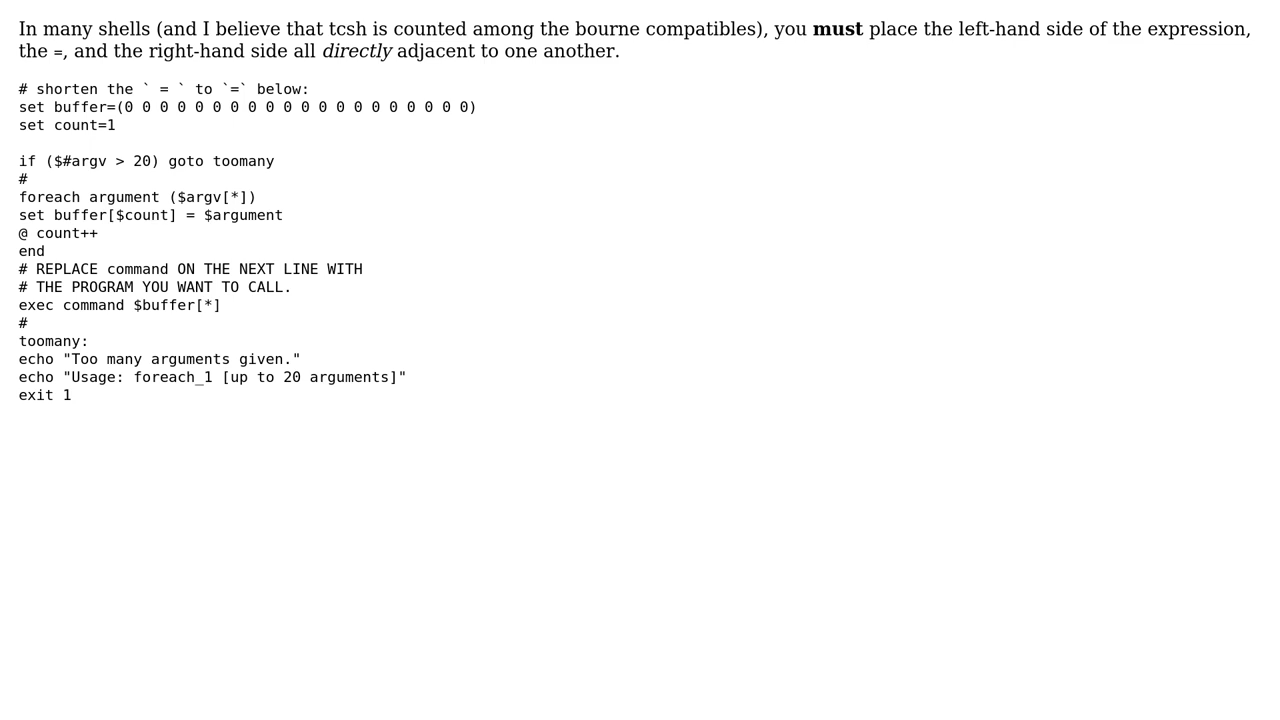 In many shells (and I believe that tcsh is counted among the bourne compatibles), you must place the left-hand side of the expression,
the =, and the right-hand side all directly adjacent to one another.
# shorten the ` = ` to `=` below:
set buffer=(0 0 0 0 0 0 0 0 0 0 0 0 0 0 0 0 0 0 0 0)
set count=1
if ($#argv > 20) goto toomany
#
foreach argument ($argv[*])
set buffer[$count] = $argument
@ count++
end
# REPLACE command ON THE NEXT LINE WITH
# THE PROGRAM YOU WANT TO CALL.
exec command $buffer[*]
#
toomany:
echo "Too many arguments given."
echo "Usage: foreach_1 [up to 20 arguments]"
exit 1